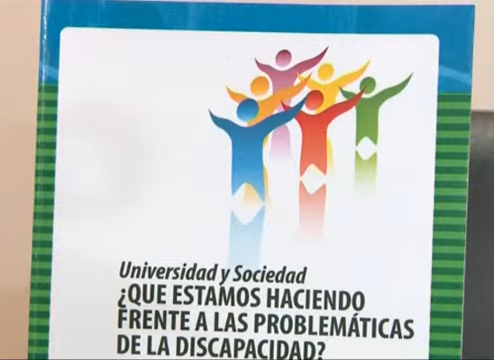 Universidad y Sociedad
¿QUE ESTAMOS HACIENDO
FRENTE A LAS PROBLEMÁTICAS
DE LA DISCAPACIDAD?